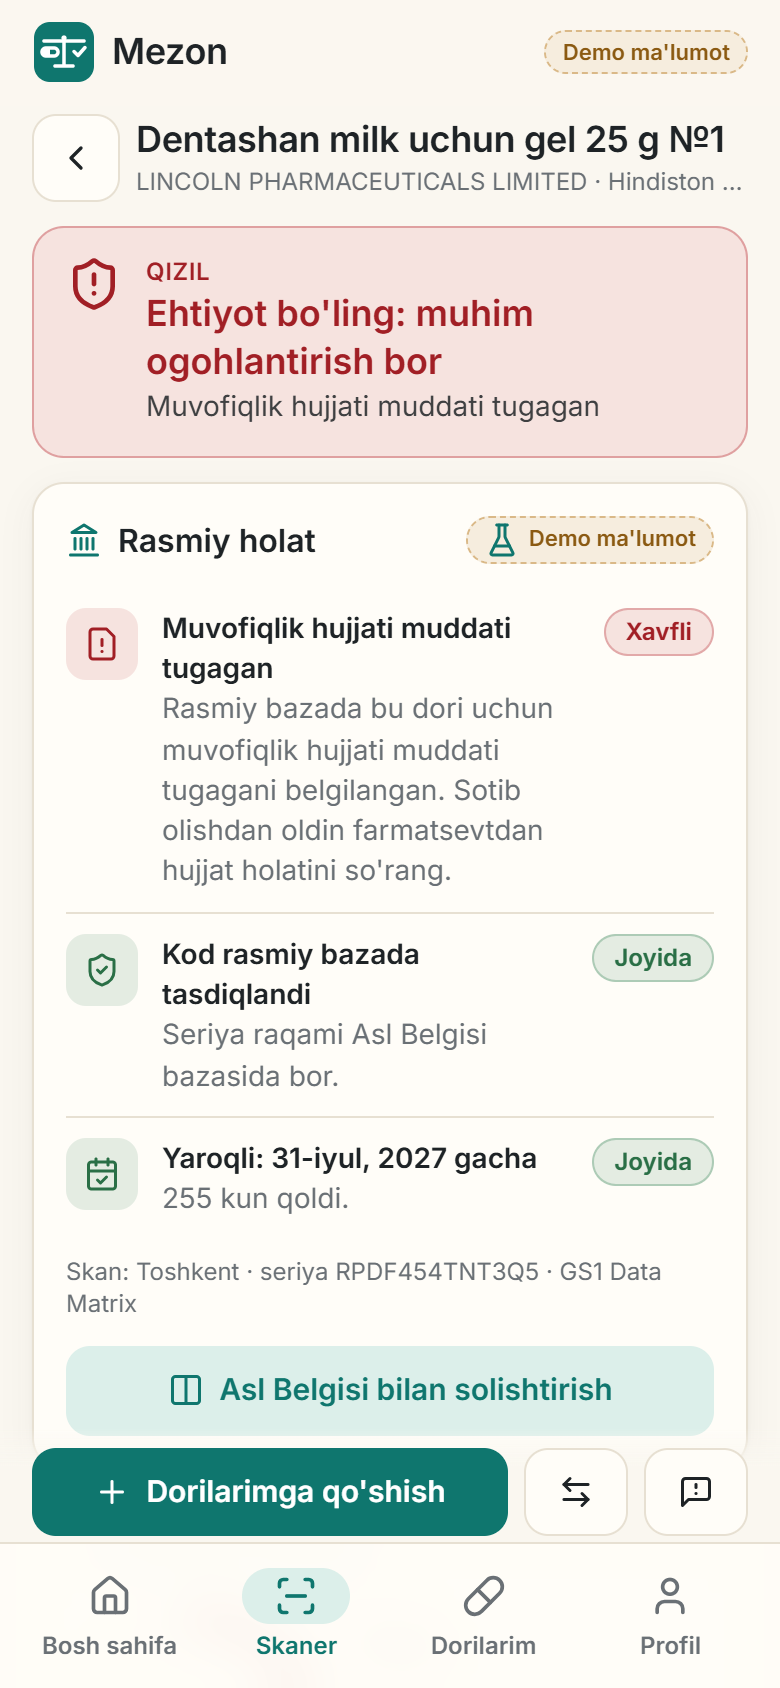 Mezon
Demo ma'lumot
Dentashan milk uchun gel 25 g №1
LINCOLN PHARMACEUTICALS LIMITED · Hindiston ...
QIZIL
Ehtiyot bo'ling: muhim
ogohlantirish bor
Muvofiqlik hujjati muddati tugagan
Rasmiy holat
Demo ma'lumot
Muvofiqlik hujjati muddati
tugagan
Xavfli
Rasmiy bazada bu dori uchun
muvofiqlik hujjati muddati
tugagani belgilangan. Sotib
olishdan oldin farmatsevtdan
hujjat holatini so'rang.
Kod rasmiy bazada
tasdiqlandi
Joyida
Seriya raqami Asl Belgisi
bazasida bor.
Yaroqli: 31-iyul, 2027 gacha
Joyida
255 kun qoldi.
Skan: Toshkent · seriya RPDF454TNT3Q5 · GS1 Data
Matrix
Asl Belgisi bilan solishtirish
Dorilarimga qo'shish
Bosh sahifa
Skaner
Dorilarim
Profil